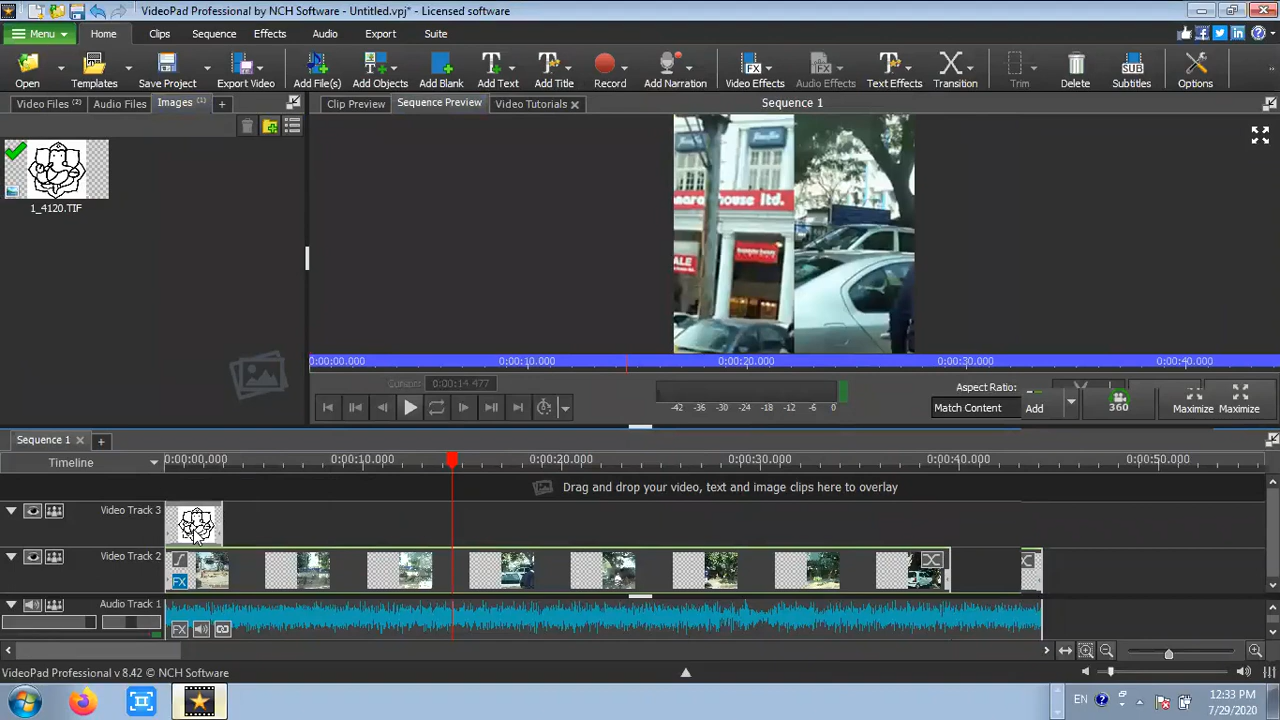 VideoPad Professional by NCH Software - Untitled.vpj* - Licensed software
Menu Home Clips Sequence Effects Audio Export Suite
Open Templates Save Project Export Video Add File(s) Add Objects Add Blank Add Text Add Title Record Add Narration Video Effects Audio Effects Text Effects Transition Trim Delete Subtitles Options
Video Files (2) Audio Files Images (1) +
Clip Preview Sequence Preview Video Tutorials
Sequence 1
1_4120.TIF
house ltd.
0:00:00.000 0:00:10.000 0:00:20.000 0:00:30.000 0:00:40.000
Cursor: 0:00:14.477
-42 -36 -30 -24 -18 -12 -6 0
Aspect Ratio:
Match Content
Add
360
Maximize Maximize
Sequence 1 +
Timeline
0:00:00.000 0:00:10.000 0:00:20.000 0:00:30.000 0:00:40.000 0:00:50.000
Drag and drop your video, text and image clips here to overlay
Video Track 3
Video Track 2
FX
Audio Track 1
FX
VideoPad Professional v 8.42 © NCH Software
EN
12:33 PM
7/29/2020